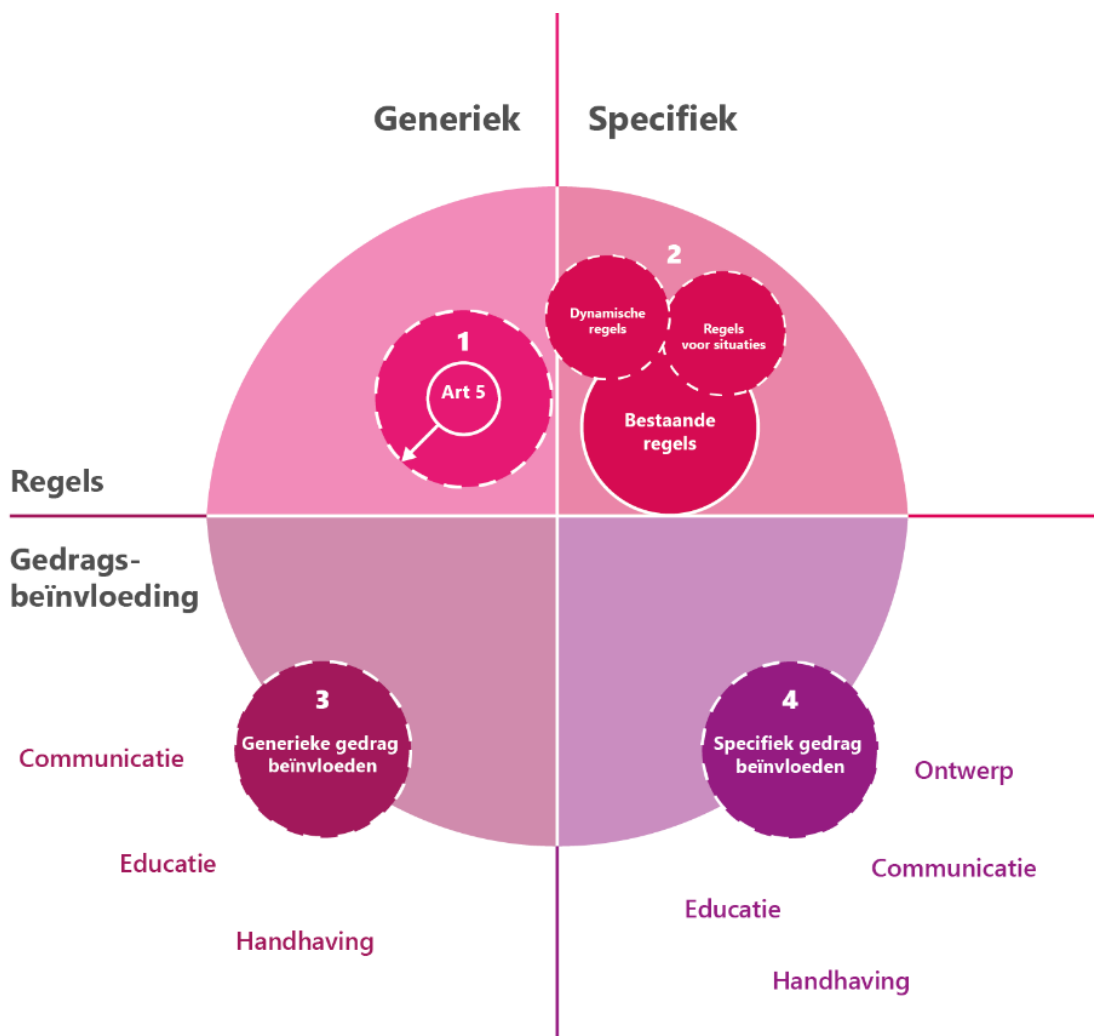 Generiek
Specifiek
2
Dynamische
regels
Regels
voor situaties
1
Art 5
Bestaande
regels
Regels
Gedrags-
beïnvloeding
3
Generieke gedrag
beïnvloeden
4
Specifiek gedrag
beïnvloeden
Communicatie
Educatie
Handhaving
Ontwerp
Communicatie
Educatie
Handhaving